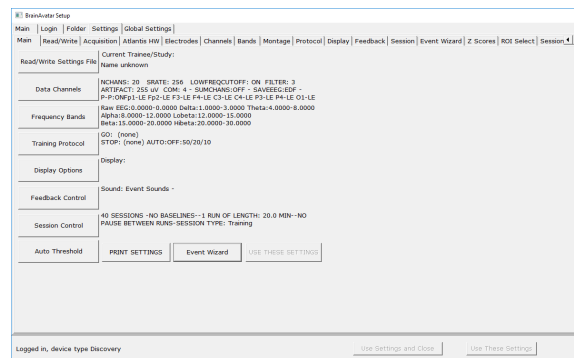 BrainAvatar Setup
Main Login Folder Settings Global Settings
Main Read/Write Acquisition Atlantis HW Electrodes Channels Bands Montage Protocol Display Feedback Session Event Wizard Z Scores ROI Select Session
Read/Write Settings File
Current Trainee/Study:
Name unknown
Data Channels
NCHANS: 20 SRATE: 256 LOWFREQCUTOFF: ON FILTER: 3
ARTIFACT: 255 uV COM: 4 - SUMCHANS:OFF - SAVEEEG:EDF -
P-P:ONFp1-LE Fp2-LE F3-LE F4-LE C3-LE C4-LE P3-LE P4-LE O1-LE
Frequency Bands
Raw EEG:0.0000-0.0000 Delta:1.0000-3.0000 Theta:4.0000-8.0000
Alpha:8.0000-12.0000 Lobeta:12.0000-15.0000
Beta:15.0000-20.0000 Hibeta:20.0000-30.0000
Training Protocol
GO: (none)
STOP: (none) AUTO:OFF:50/20/10
Display Options
Display:
Feedback Control
Sound: Event Sounds -
Session Control
40 SESSIONS -NO BASELINES--1 RUN OF LENGTH: 20.0 MIN--NO
PAUSE BETWEEN RUNS-SESSION TYPE: Training
Auto Threshold
PRINT SETTINGS
Event Wizard
USE THESE SETTINGS
Logged in, device type Discovery
Use Settings and Close
Use These Settings